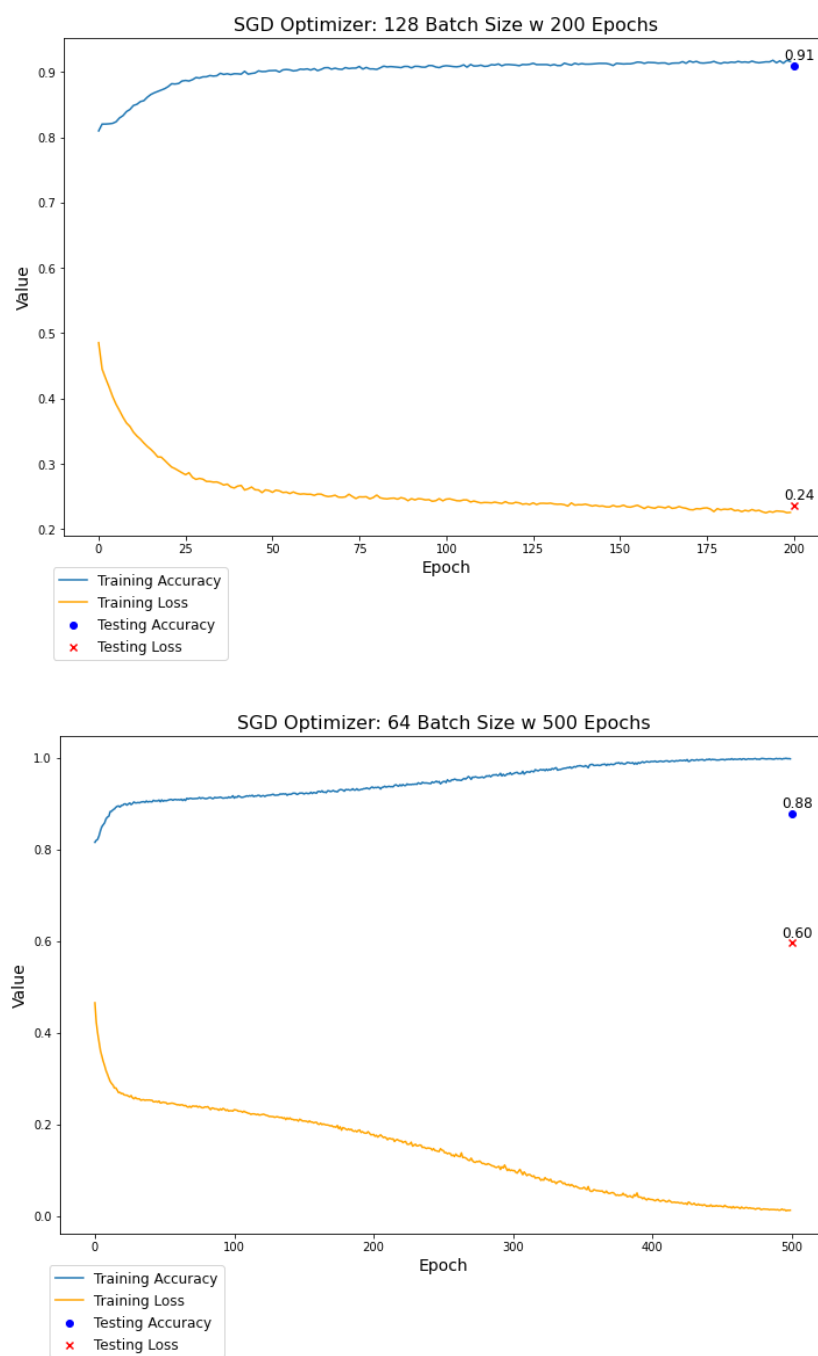 SGD Optimizer: 128 Batch Size w 200 Epochs
0.91
0.9
0.8
0.7
0.6
Value
0.5
0.4
0.3
0.24
0.2
0 25 50 75 100 125 150 175 200
Epoch
Training Accuracy
Training Loss
Testing Accuracy
Testing Loss
SGD Optimizer: 64 Batch Size w 500 Epochs
1.0
0.88
0.8
0.60
0.6
Value
0.4
0.2
0.0
0 100 200 300 400 500
Epoch
Training Accuracy
Training Loss
Testing Accuracy
Testing Loss